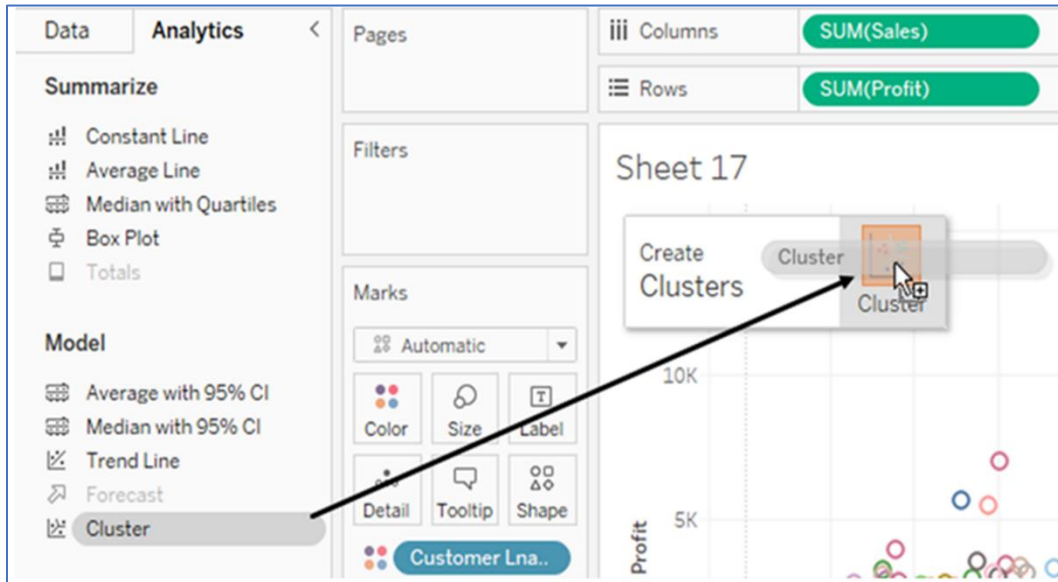 Data
Analytics
<
Summarize
Constant Line
Average Line
Median with Quartiles
Box Plot
Totals
Model
Average with 95% CI
Median with 95% CI
Trend Line
Forecast
Cluster
Pages
Filters
Marks
Automatic
Color
Size
T
Label
Detail
Tooltip
Shape
Customer Lna..
Columns
SUM(Sales)
Rows
SUM(Profit)
Sheet 17
Create
Clusters
Cluster
Cluster
10K
5K
Profit